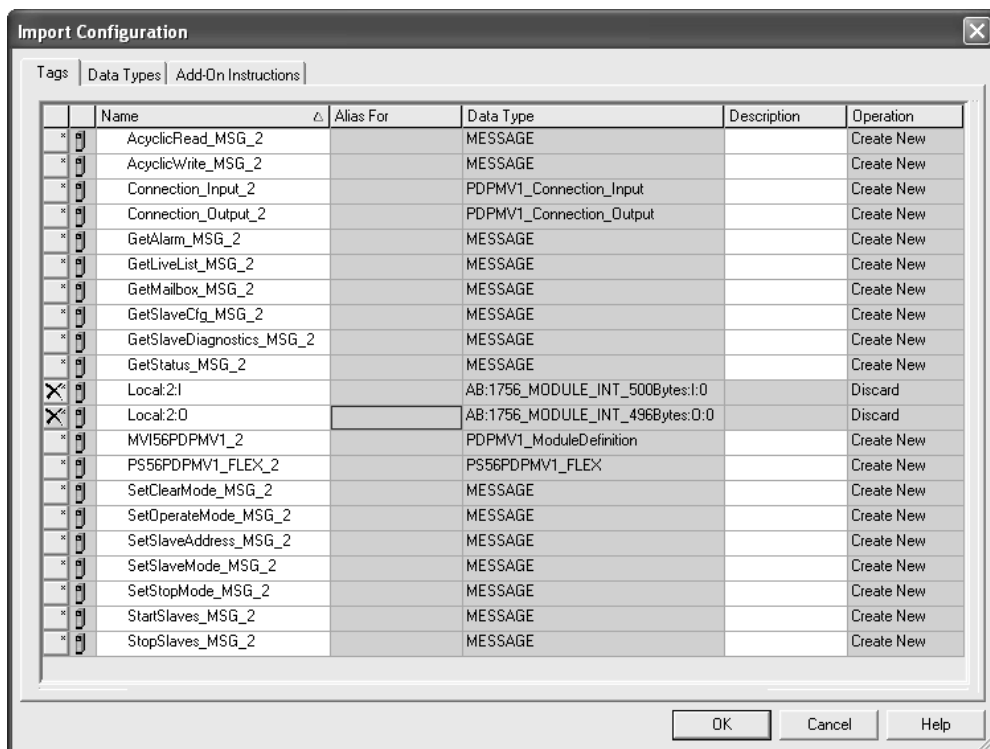 Import Configuration
Tags Data Types Add-On Instructions
Name Alias For Data Type Description Operation
AcyclicRead_MSG_2 MESSAGE Create New
AcyclicWrite_MSG_2 MESSAGE Create New
Connection_Input_2 PDPMV1_Connection_Input Create New
Connection_Output_2 PDPMV1_Connection_Output Create New
GetAlarm_MSG_2 MESSAGE Create New
GetLiveList_MSG_2 MESSAGE Create New
GetMailbox_MSG_2 MESSAGE Create New
GetSlaveCfg_MSG_2 MESSAGE Create New
GetSlaveDiagnostics_MSG_2 MESSAGE Create New
GetStatus_MSG_2 MESSAGE Create New
Local:2:I AB:1756_MODULE_INT_500Bytes:I:0 Discard
Local:2:O AB:1756_MODULE_INT_496Bytes:O:0 Discard
MVI56PDPMV1_2 PDPMV1_ModuleDefinition Create New
PS56PDPMV1_FLEX_2 PS56PDPMV1_FLEX Create New
SetClearMode_MSG_2 MESSAGE Create New
SetOperateMode_MSG_2 MESSAGE Create New
SetSlaveAddress_MSG_2 MESSAGE Create New
SetSlaveMode_MSG_2 MESSAGE Create New
SetStopMode_MSG_2 MESSAGE Create New
StartSlaves_MSG_2 MESSAGE Create New
StopSlaves_MSG_2 MESSAGE Create New
OK Cancel Help